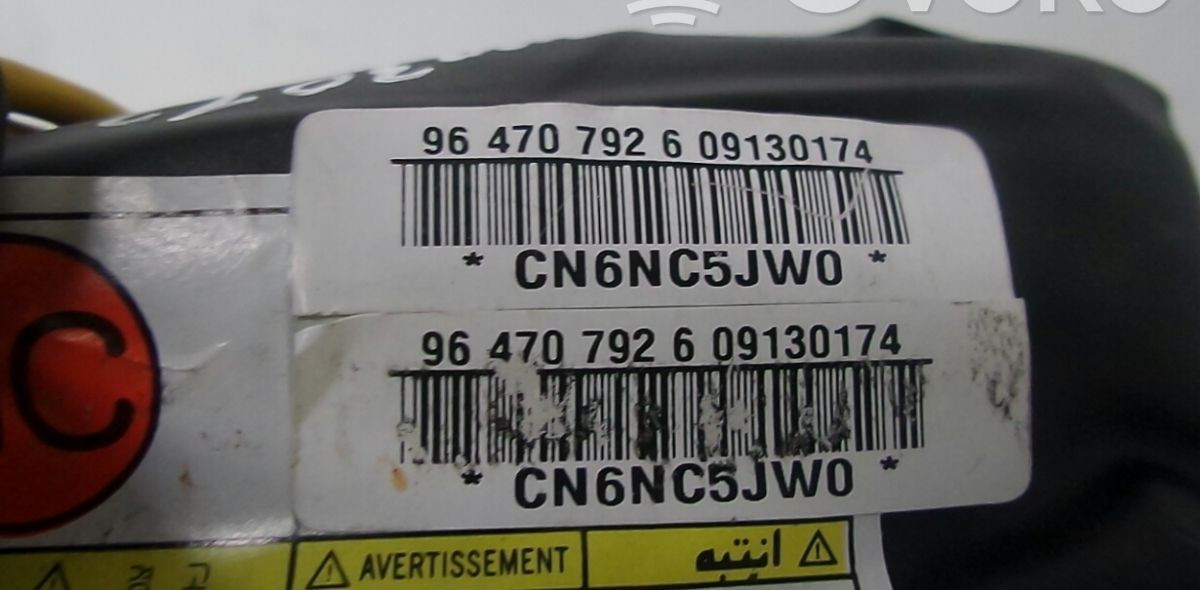 96 470 792 6 09130174
* CN6NC5JW0 *
96 470 792 6 09130174
* CN6NC5JW0 *
C
AVERTISSEMENT
انتبه